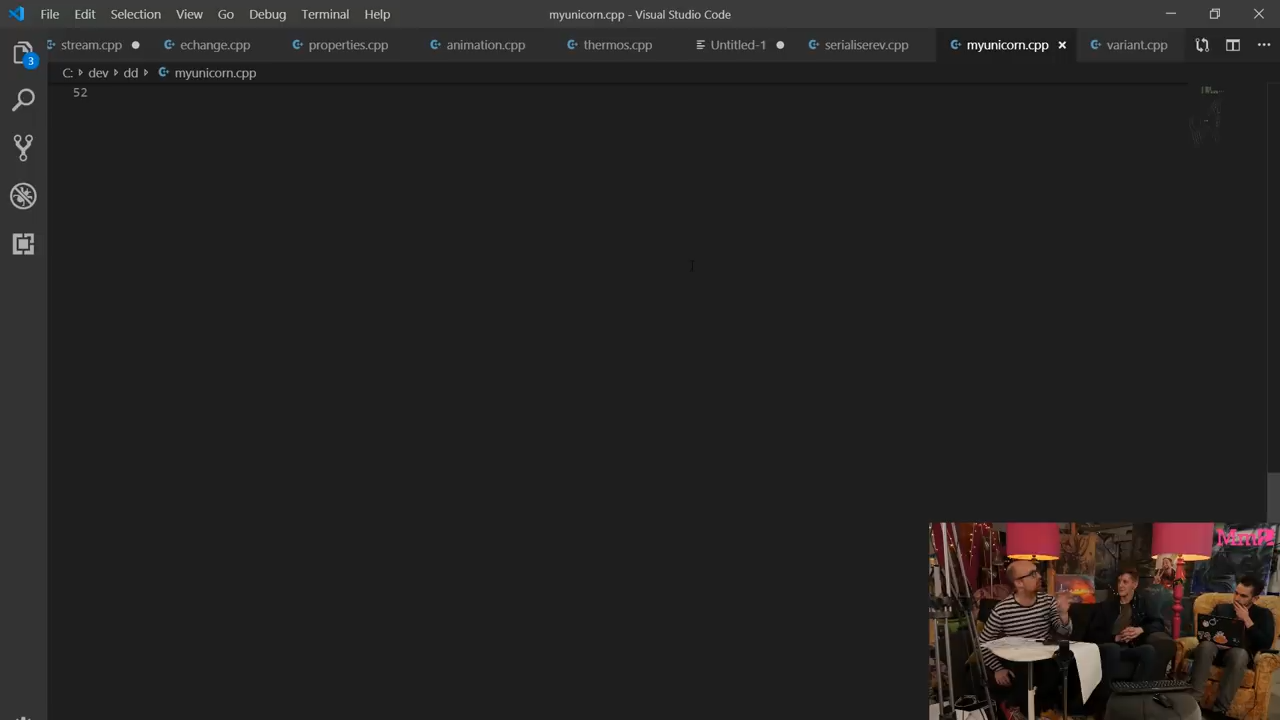 File Edit Selection View Go Debug Terminal Help
myunicorn.cpp - Visual Studio Code
stream.cpp echange.cpp properties.cpp animation.cpp thermos.cpp Untitled-1 serialiserev.cpp myunicorn.cpp variant.cpp
3
C: dev dd myunicorn.cpp
52